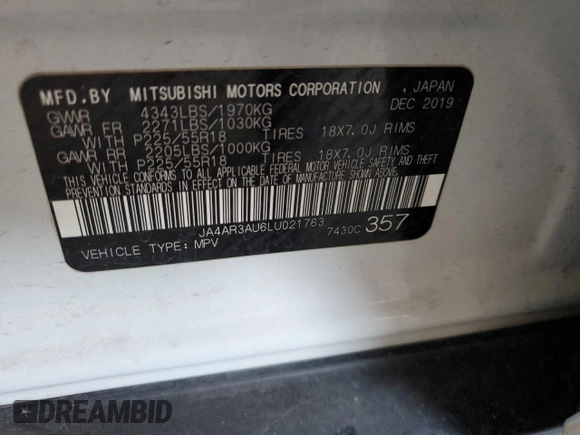 MFD.BY MITSUBISHI MOTORS CORPORATION , JAPAN
GVWR 4343LBS/1970KG DEC 2019
GAWR FR 2271LBS/1030KG
WITH P225/55R18 TIRES 18X7.0J RIMS
GAWR RR 2205LBS/1000KG
WITH P225/55R18 TIRES 18X7.0J RIMS
THIS VEHICLE CONFORMS TO ALL APPLICABLE FEDERAL MOTOR VEHICLE SAFETY AND THEFT
PREVENTION STANDARDS IN EFFECT ON THE DATE OF MANUFACTURE SHOWN ABOVE.
JA4AR3AU6LU021763 7430C 357
VEHICLE TYPE: MPV
DREAMBID